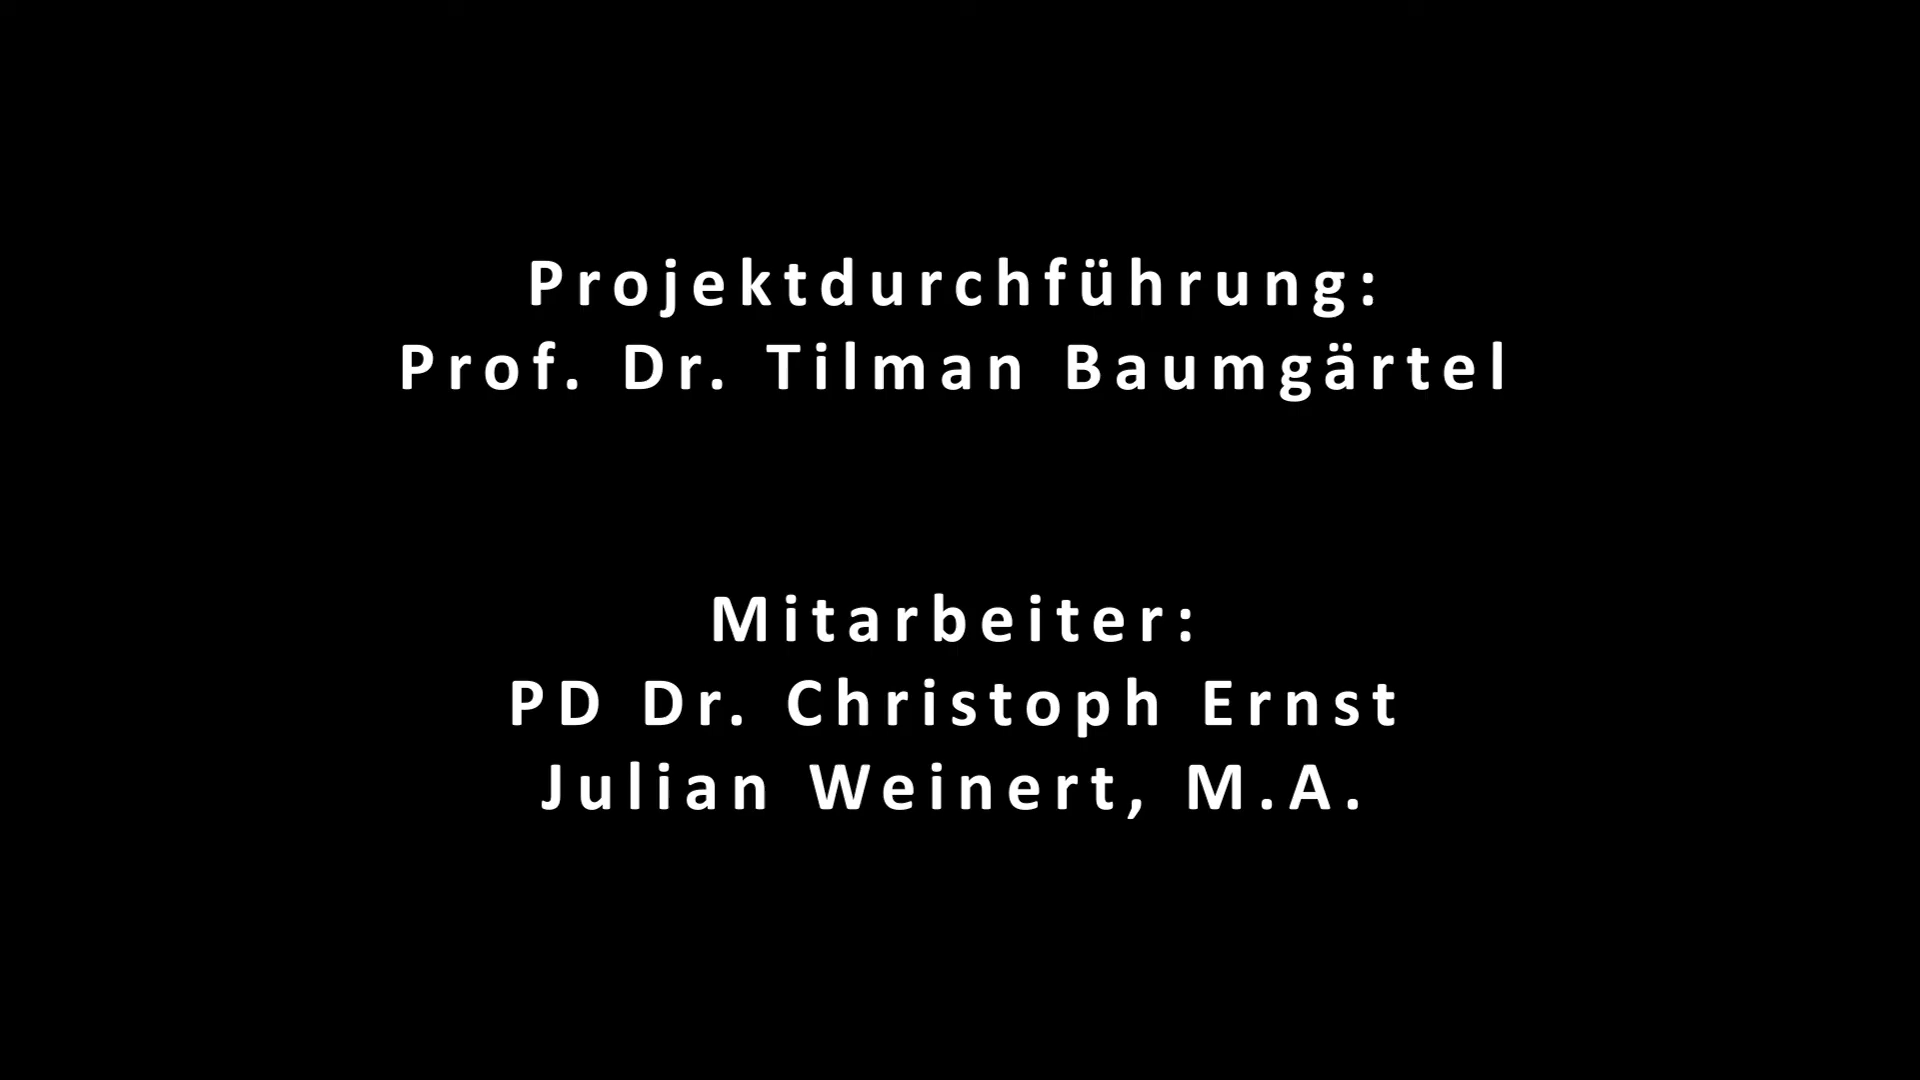 Projektdurchführung:
Prof. Dr. Tilman Baumgärtel
Mitarbeiter:
PD Dr. Christoph Ernst
Julian Weinert, M.A.